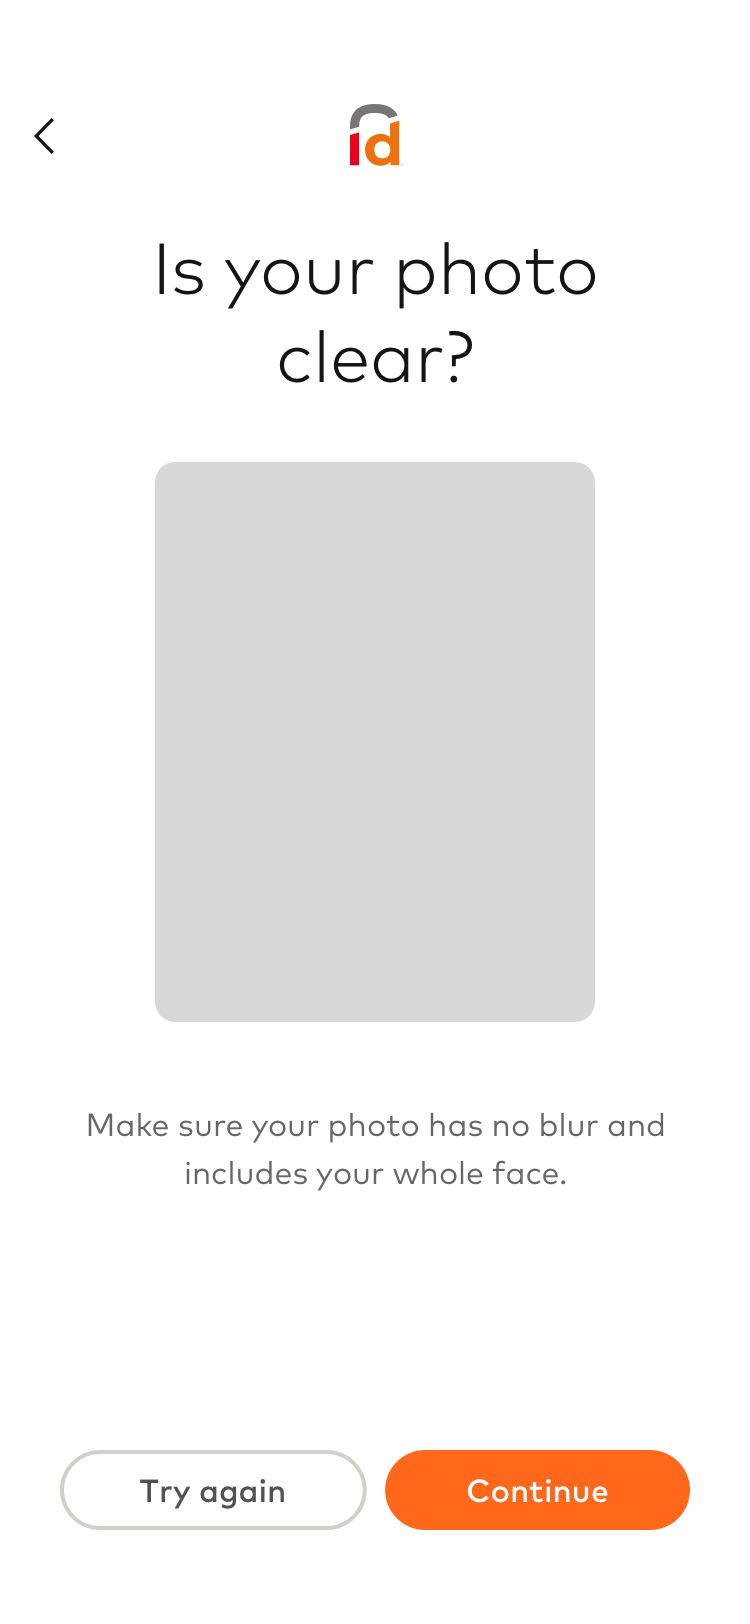 id
Is your photo
clear?
Make sure your photo has no blur and
includes your whole face.
Try again
Continue